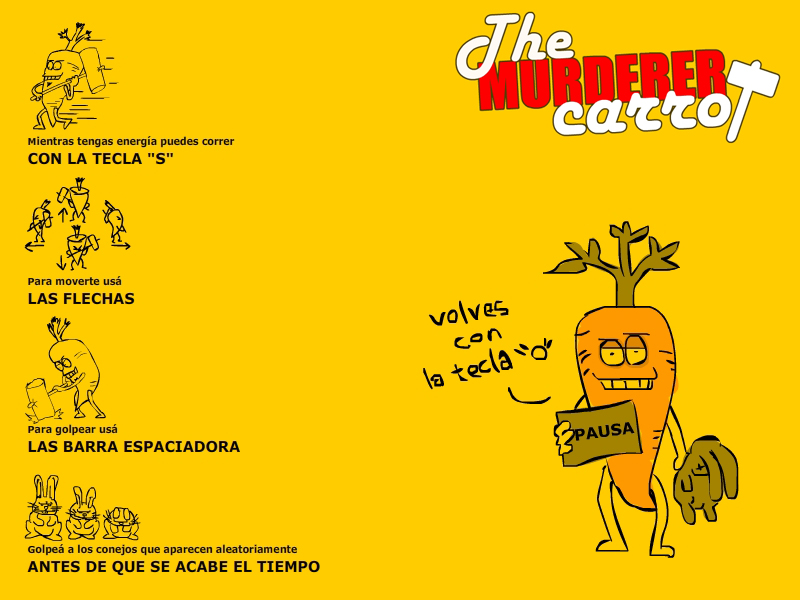 The
MURDERER
carroT
Mientras tengas energía puedes correr
CON LA TECLA "S"
Para moverte usá
LAS FLECHAS
Para golpear usá
LAS BARRA ESPACIADORA
Golpeá a los conejos que aparecen aleatoriamente
ANTES DE QUE SE ACABE EL TIEMPO
volves
con
la tecla "O"
PAUSA